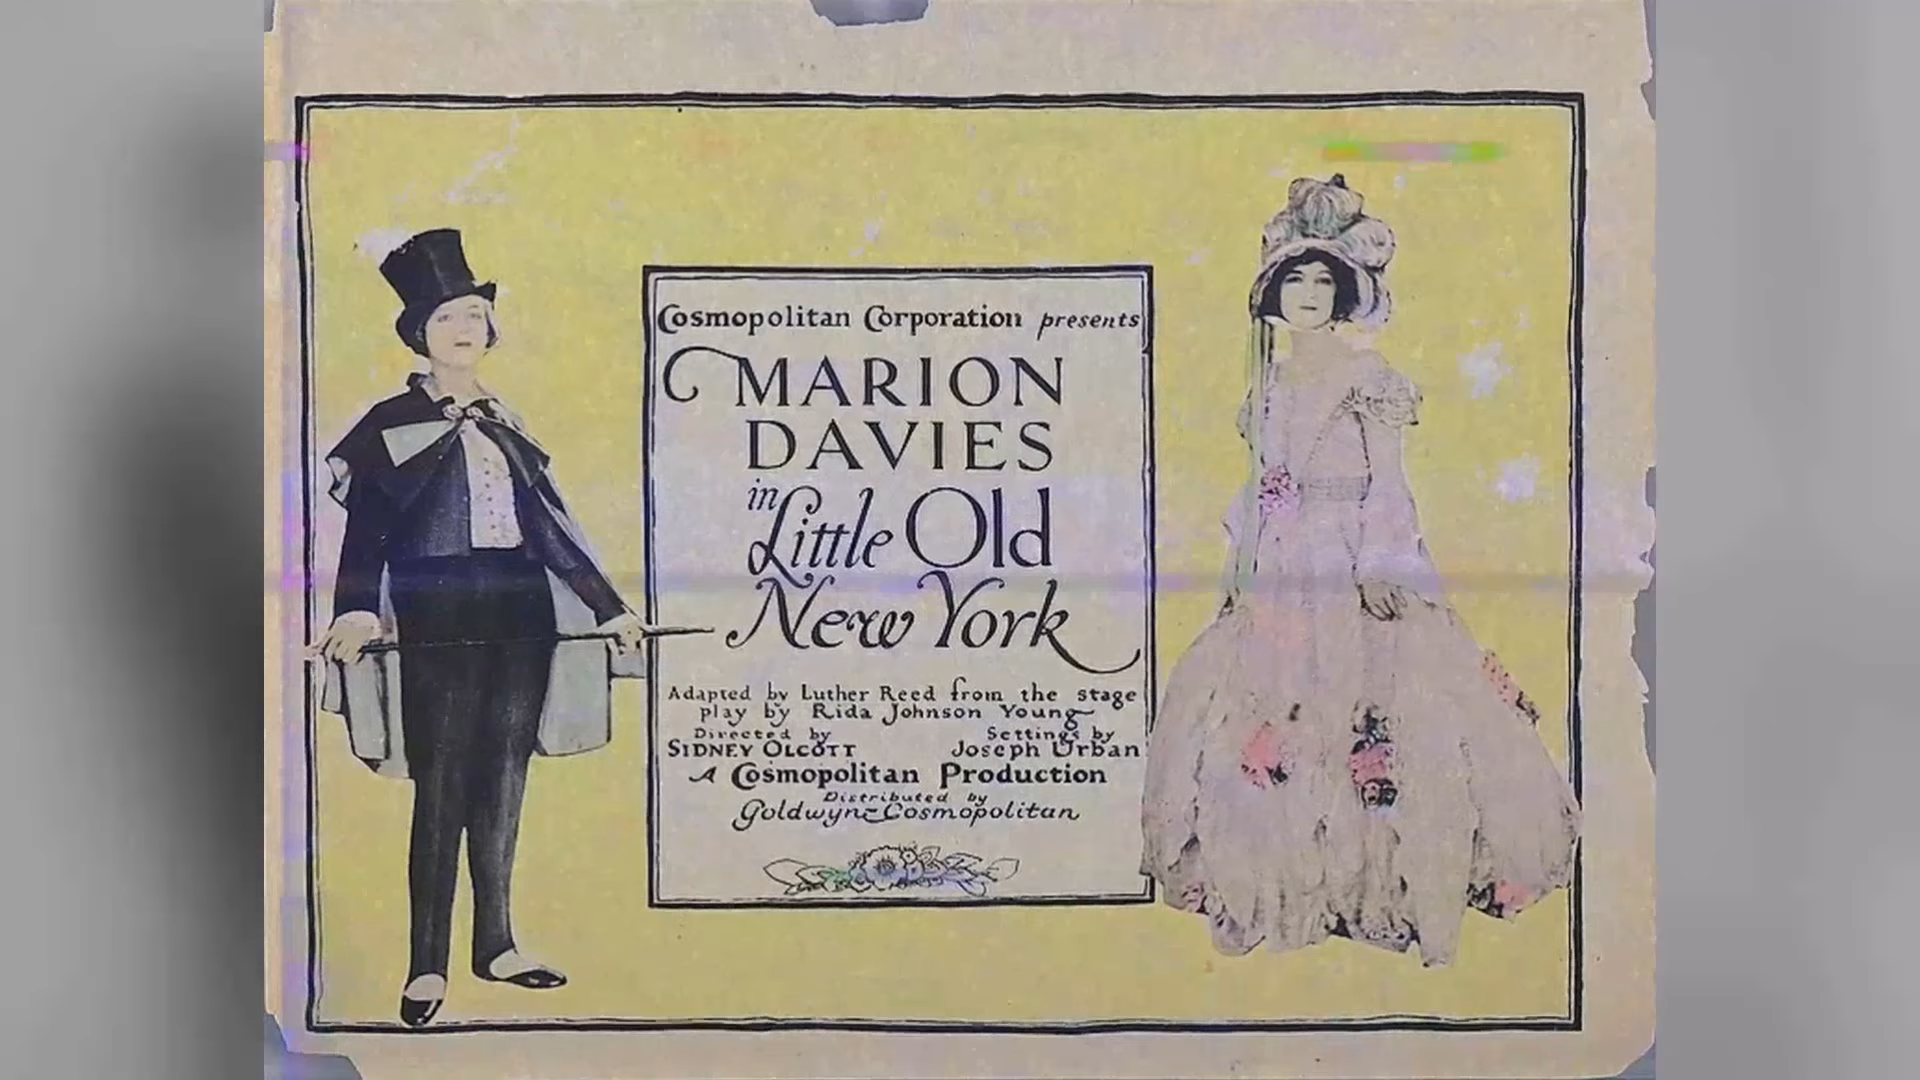 Cosmopolitan Corporation presents
MARION
DAVIES
in Little Old
New York
Adapted by Luther Reed from the stage
play by Rida Johnson Young
Directed by Settings by
SIDNEY OLCOTT Joseph Urban
A Cosmopolitan Production
Distributed by
Goldwyn-Cosmopolitan